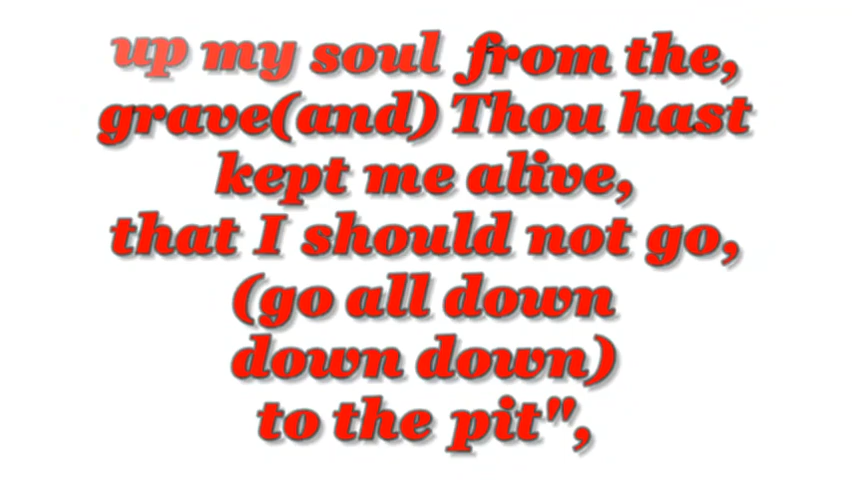 up my soul from the,
grave(and) Thou hast
kept me alive,
that I should not go,
(go all down
down down)
to the pit",